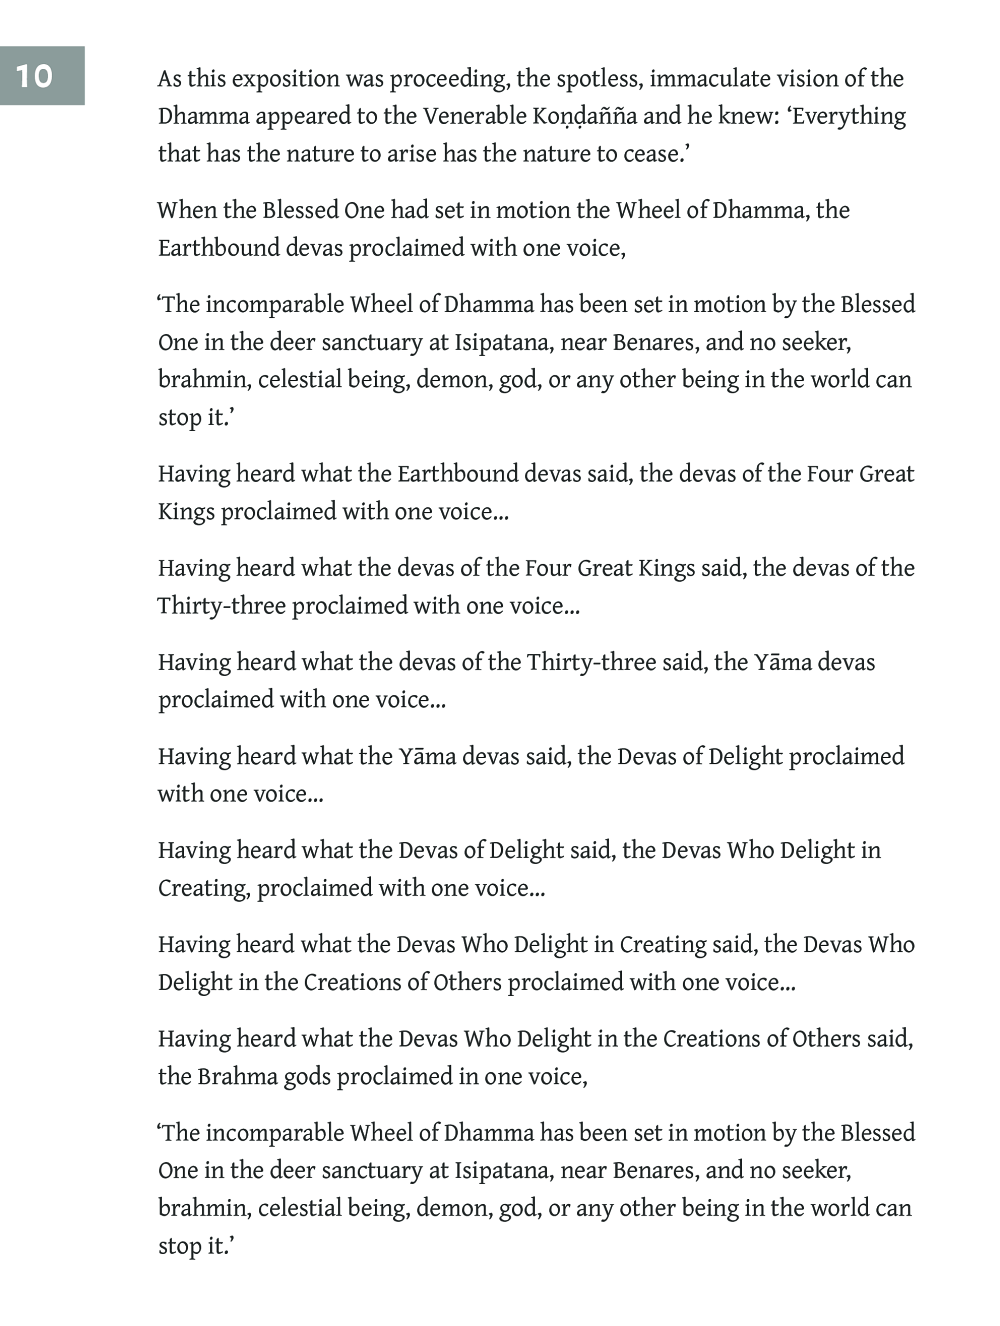 10
As this exposition was proceeding, the spotless, immaculate vision of the
Dhamma appeared to the Venerable Koṇḍañña and he knew: ‘Everything
that has the nature to arise has the nature to cease.’
When the Blessed One had set in motion the Wheel of Dhamma, the
Earthbound devas proclaimed with one voice,
‘The incomparable Wheel of Dhamma has been set in motion by the Blessed
One in the deer sanctuary at Isipatana, near Benares, and no seeker,
brahmin, celestial being, demon, god, or any other being in the world can
stop it.’
Having heard what the Earthbound devas said, the devas of the Four Great
Kings proclaimed with one voice…
Having heard what the devas of the Four Great Kings said, the devas of the
Thirty-three proclaimed with one voice…
Having heard what the devas of the Thirty-three said, the Yāma devas
proclaimed with one voice…
Having heard what the Yāma devas said, the Devas of Delight proclaimed
with one voice…
Having heard what the Devas of Delight said, the Devas Who Delight in
Creating, proclaimed with one voice…
Having heard what the Devas Who Delight in Creating said, the Devas Who
Delight in the Creations of Others proclaimed with one voice…
Having heard what the Devas Who Delight in the Creations of Others said,
the Brahma gods proclaimed in one voice,
‘The incomparable Wheel of Dhamma has been set in motion by the Blessed
One in the deer sanctuary at Isipatana, near Benares, and no seeker,
brahmin, celestial being, demon, god, or any other being in the world can
stop it.’